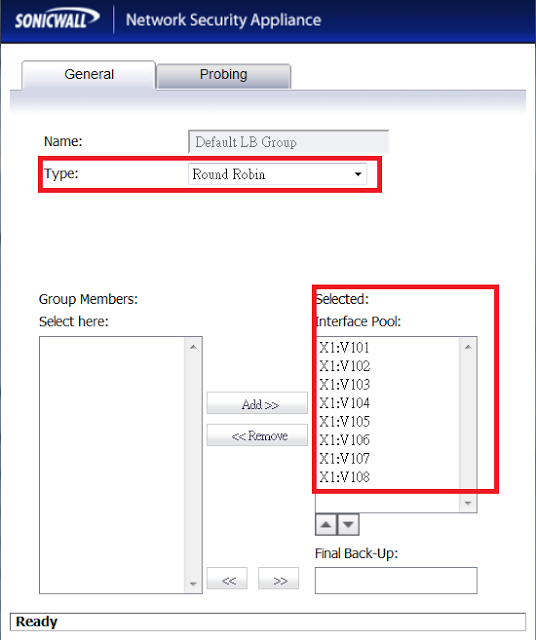 SONICWALL Network Security Appliance
General Probing
Name: Default LB Group
Type: Round Robin
Group Members: Selected:
Select here: Interface Pool:
X1:V101
X1:V102
X1:V103
X1:V104
X1:V105
X1:V106
X1:V107
X1:V108
Add >>
<< Remove
Final Back-Up:
<< >>
Ready